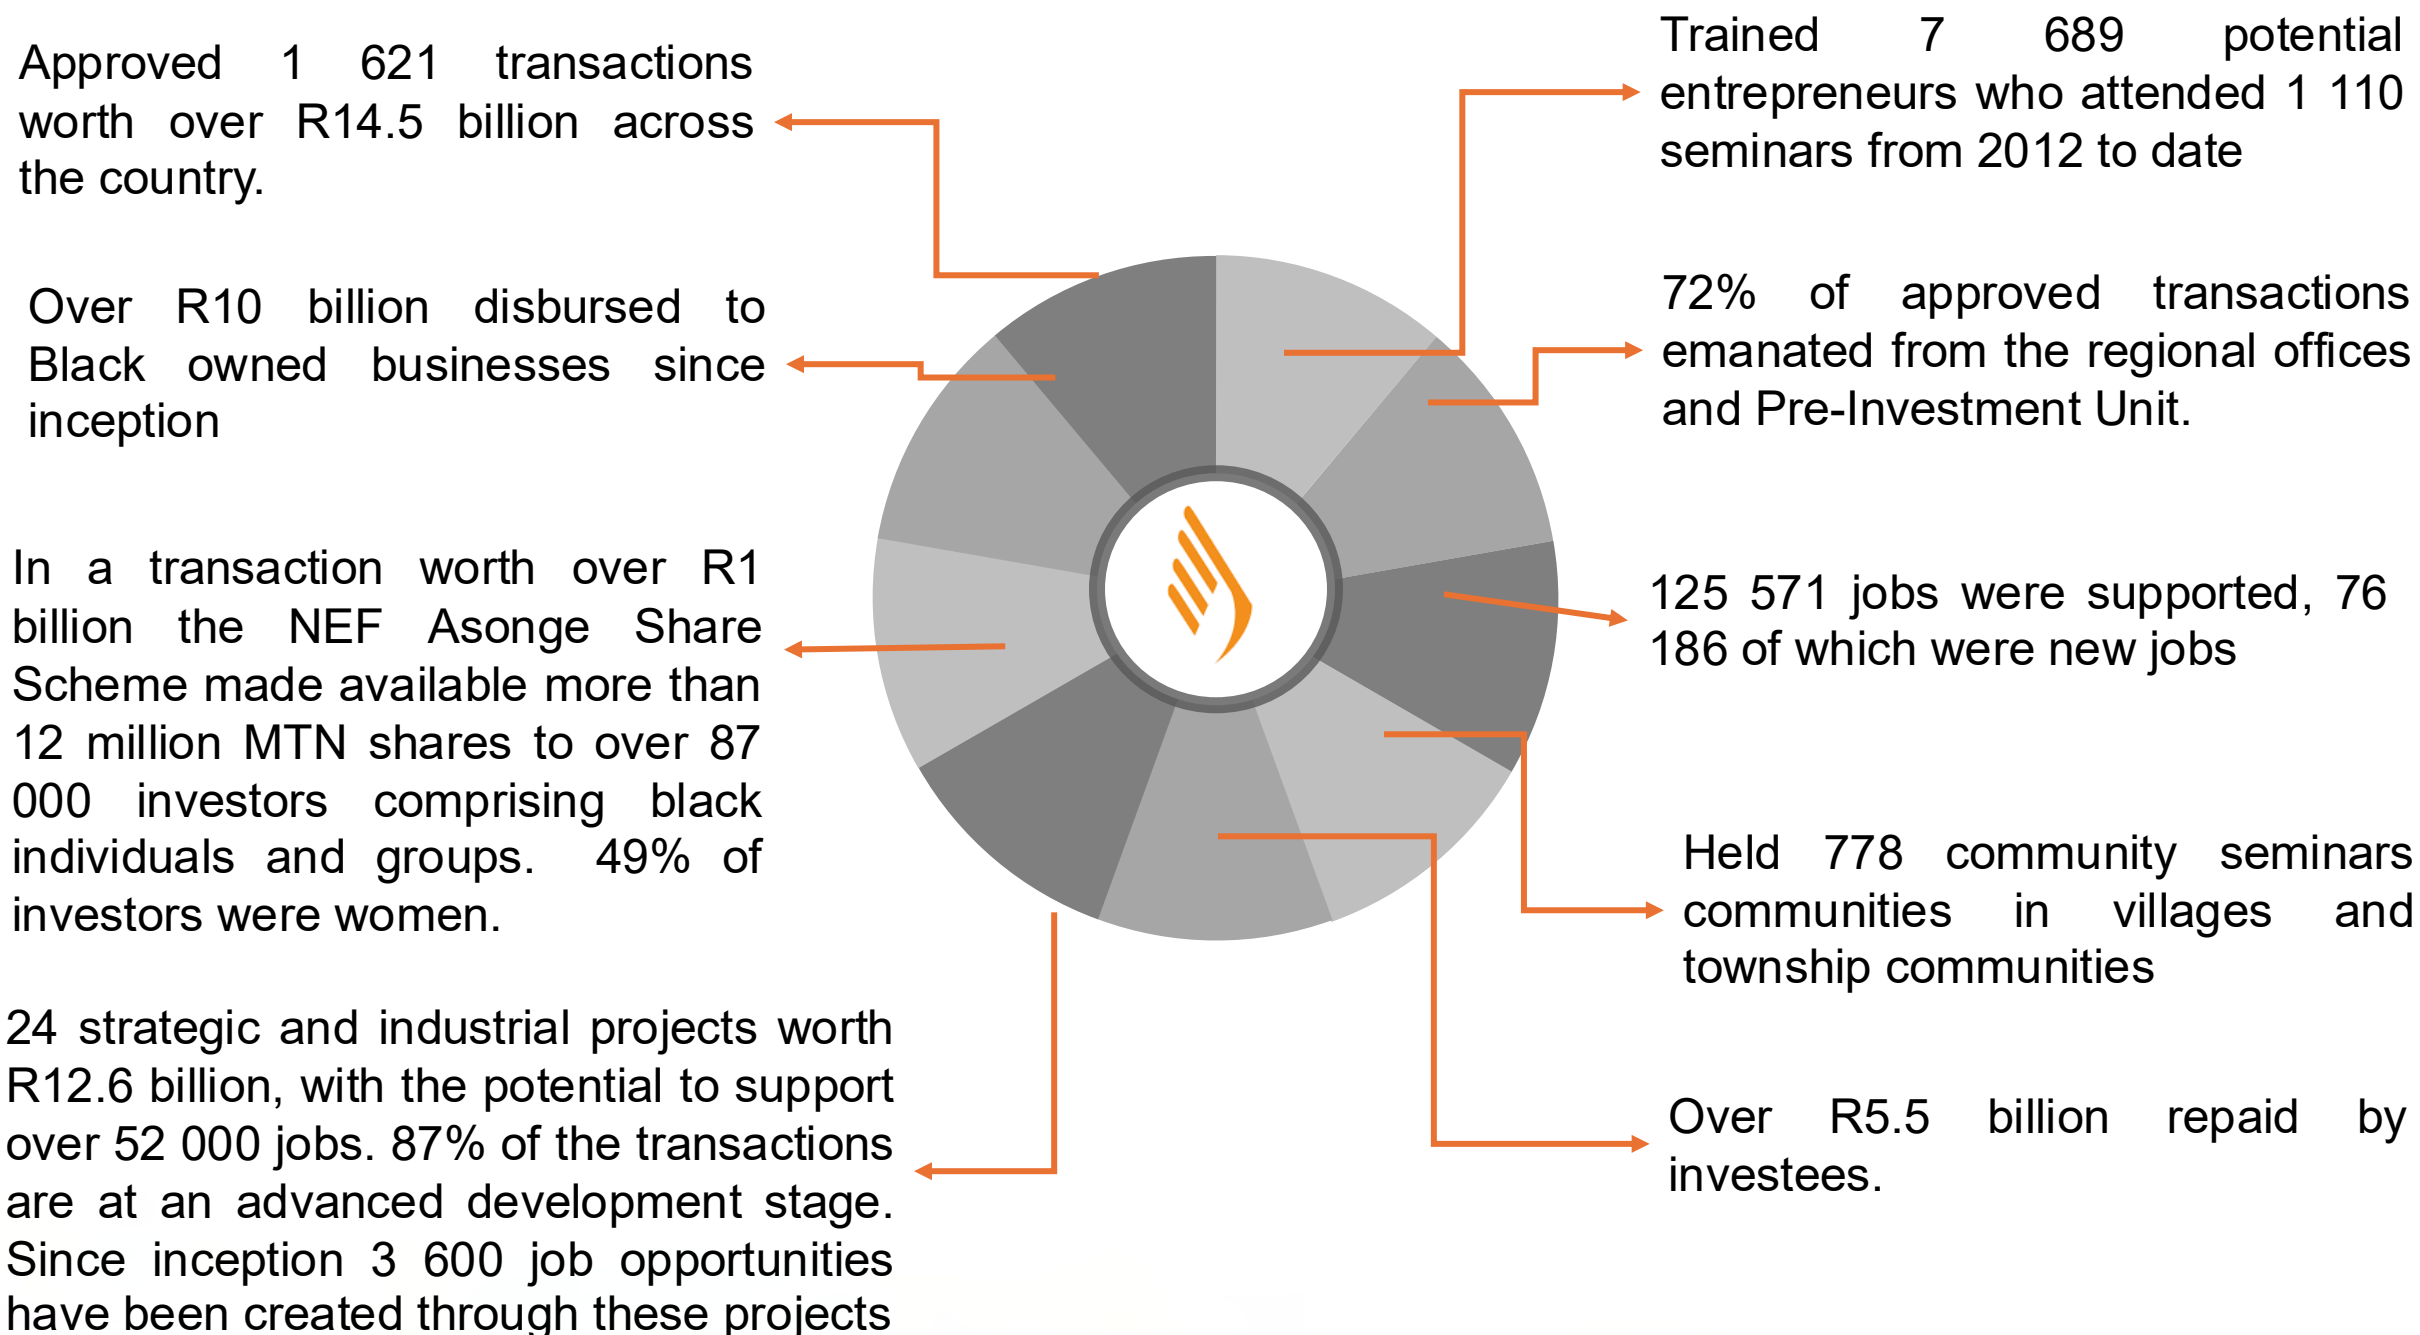 Approved 1 621 transactions
worth over R14.5 billion across
the country.
Over R10 billion disbursed to
Black owned businesses since
inception
In a transaction worth over R1
billion the NEF Asonge Share
Scheme made available more than
12 million MTN shares to over 87
000 investors comprising black
individuals and groups. 49% of
investors were women.
24 strategic and industrial projects worth
R12.6 billion, with the potential to support
over 52 000 jobs. 87% of the transactions
are at an advanced development stage.
Since inception 3 600 job opportunities
have been created through these projects
Trained 7 689 potential
entrepreneurs who attended 1 110
seminars from 2012 to date
72% of approved transactions
emanated from the regional offices
and Pre-Investment Unit.
125 571 jobs were supported, 76
186 of which were new jobs
Held 778 community seminars
communities in villages and
township communities
Over R5.5 billion repaid by
investees.